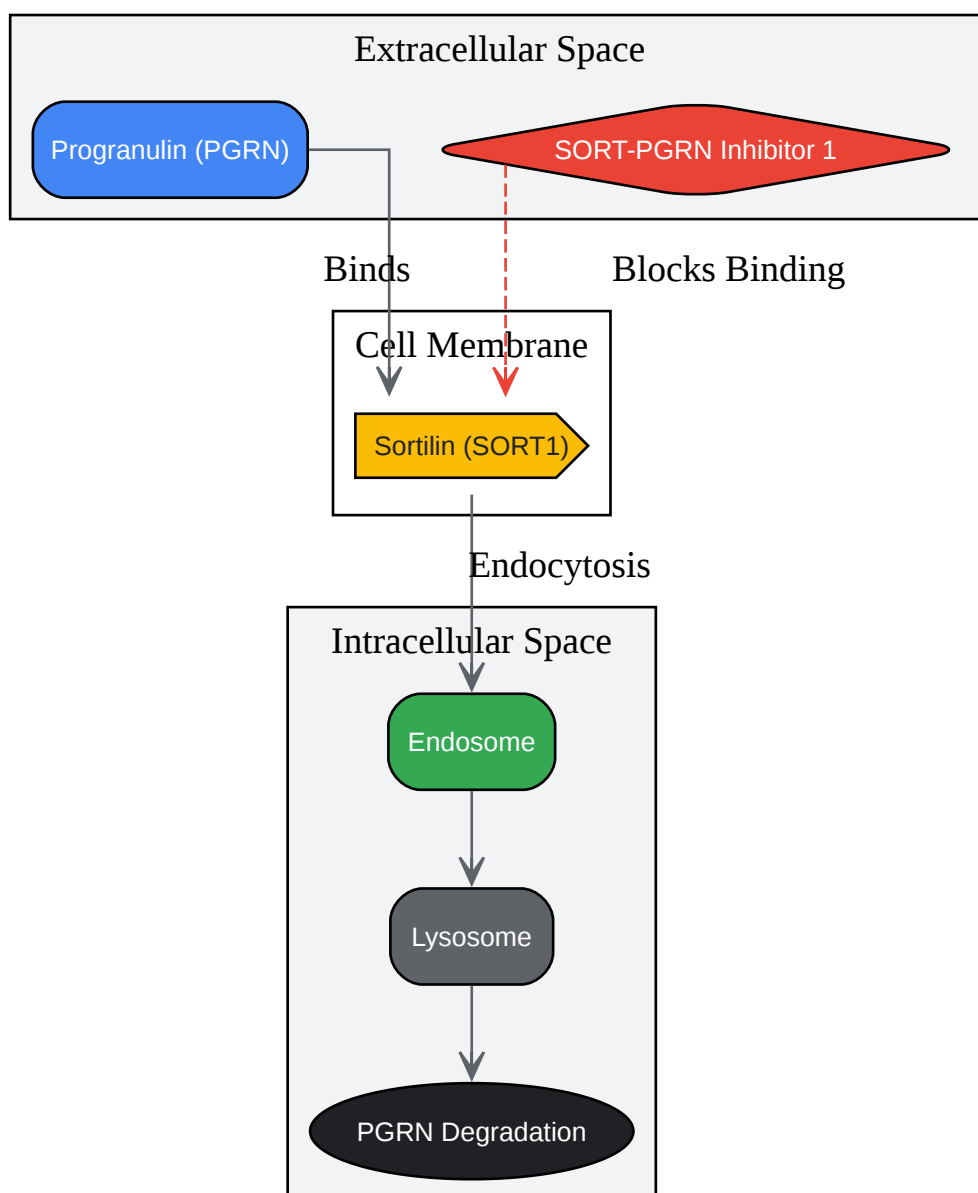 Extracellular Space
Progranulin (PGRN)
SORT-PGRN Inhibitor 1
Binds
Blocks Binding
Cell Membrane
Sortilin (SORT1)
Endocytosis
Intracellular Space
Endosome
Lysosome
PGRN Degradation